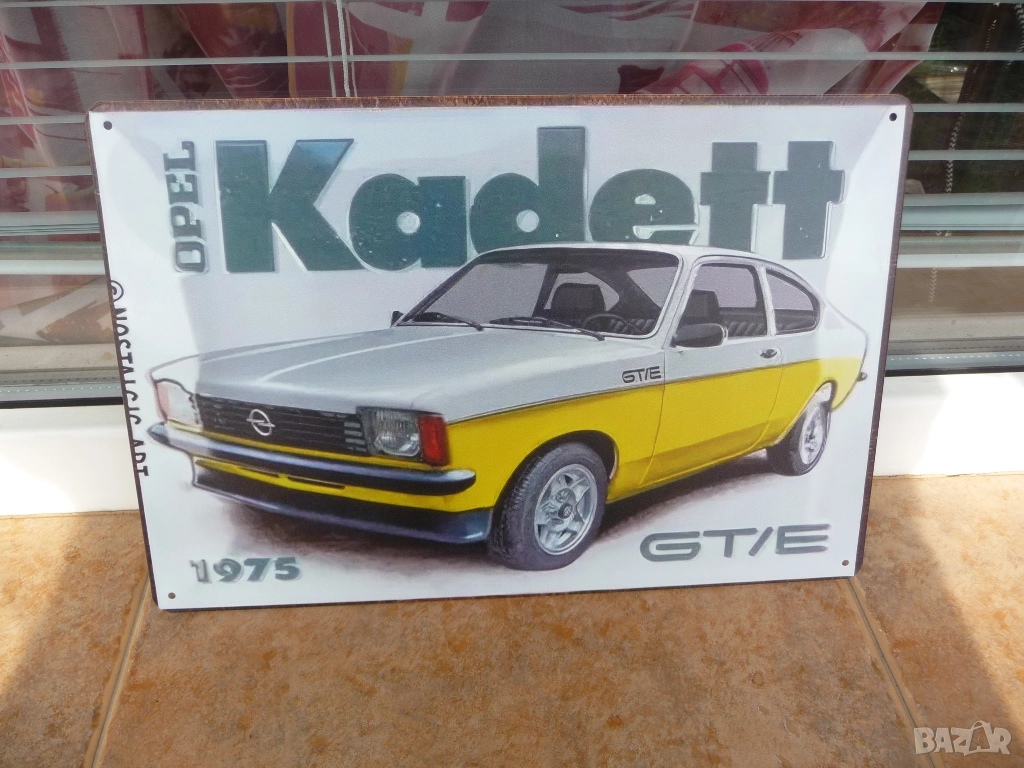 OPEL
Kadett
© NOSTALGIC ART
GT/E
1975
GT/E
BAZAR